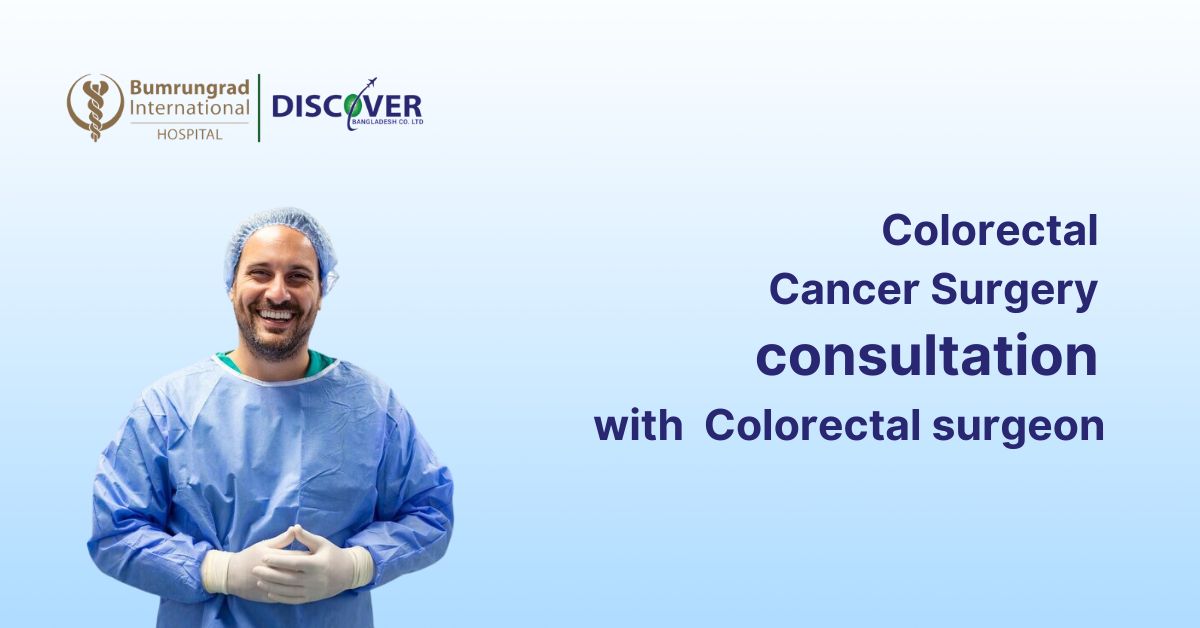 Bumrungrad
International
HOSPITAL
DISCOVER
BANGLADESH CO. LTD
Colorectal
Cancer Surgery
consultation
with Colorectal surgeon